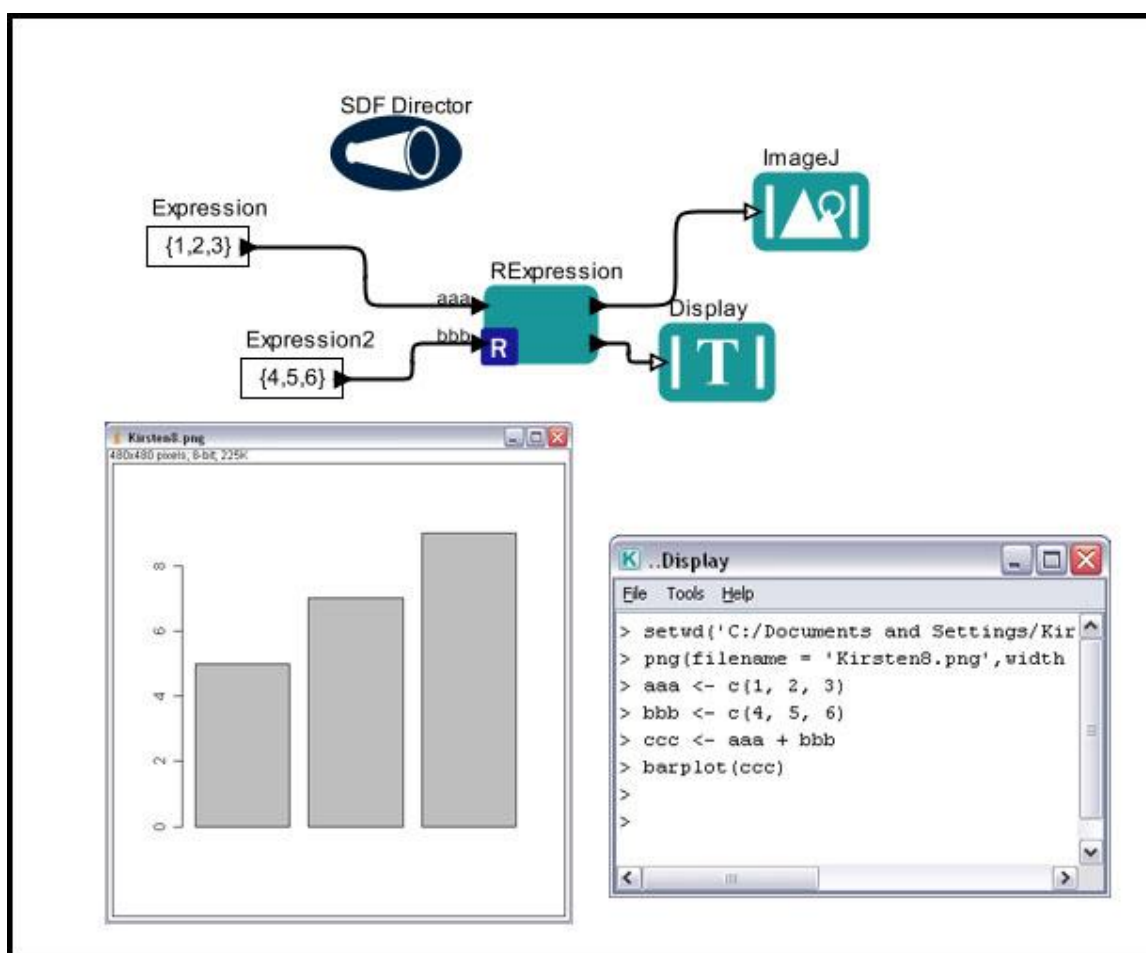 SDF Director
ImageJ
Expression
{1,2,3}
RExpression
aaa
Display
Expression2
bbb
R
T
{4,5,6}
Kirsten8.png
480x480 pixels; 8-bit; 225K
8
6
4
2
0
K ..Display
File Tools Help
> setwd('C:/Documents and Settings/Kir
> png(filename = 'Kirsten8.png',width
> aaa <- c(1, 2, 3)
> bbb <- c(4, 5, 6)
> ccc <- aaa + bbb
> barplot(ccc)
>
>